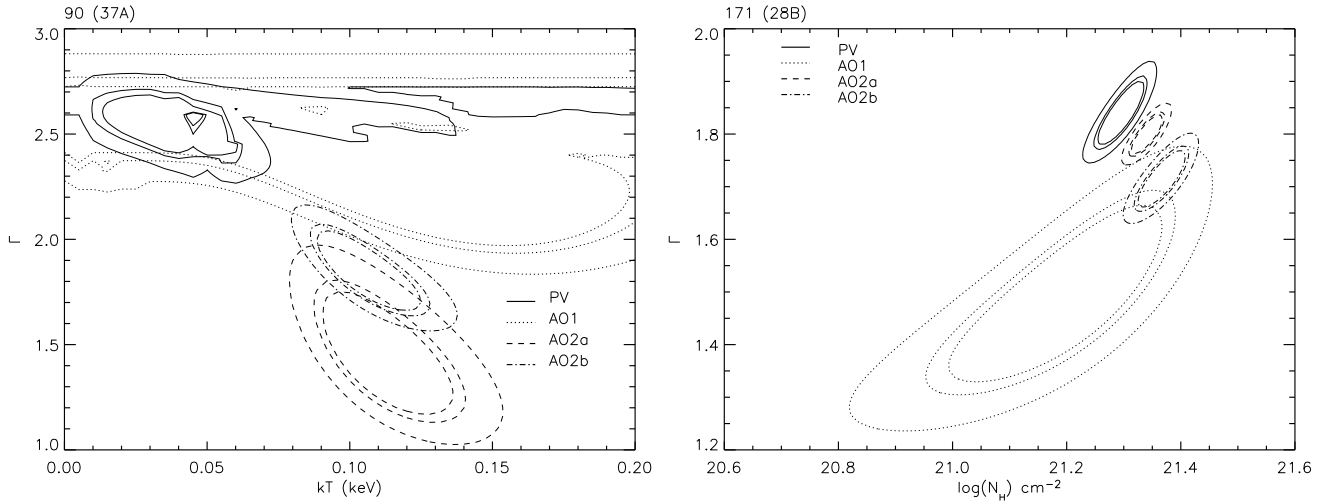 90 (37A)
3.0
2.5
2.0
1.5
1.0
Γ
PV
AO1
AO2a
AO2b
0.00 0.05 0.10 0.15 0.20
kT (keV)
171 (28B)
2.0
1.8
1.6
1.4
1.2
Γ
PV
AO1
AO2a
AO2b
20.6 20.8 21.0 21.2 21.4 21.6
log(N_H) cm⁻²